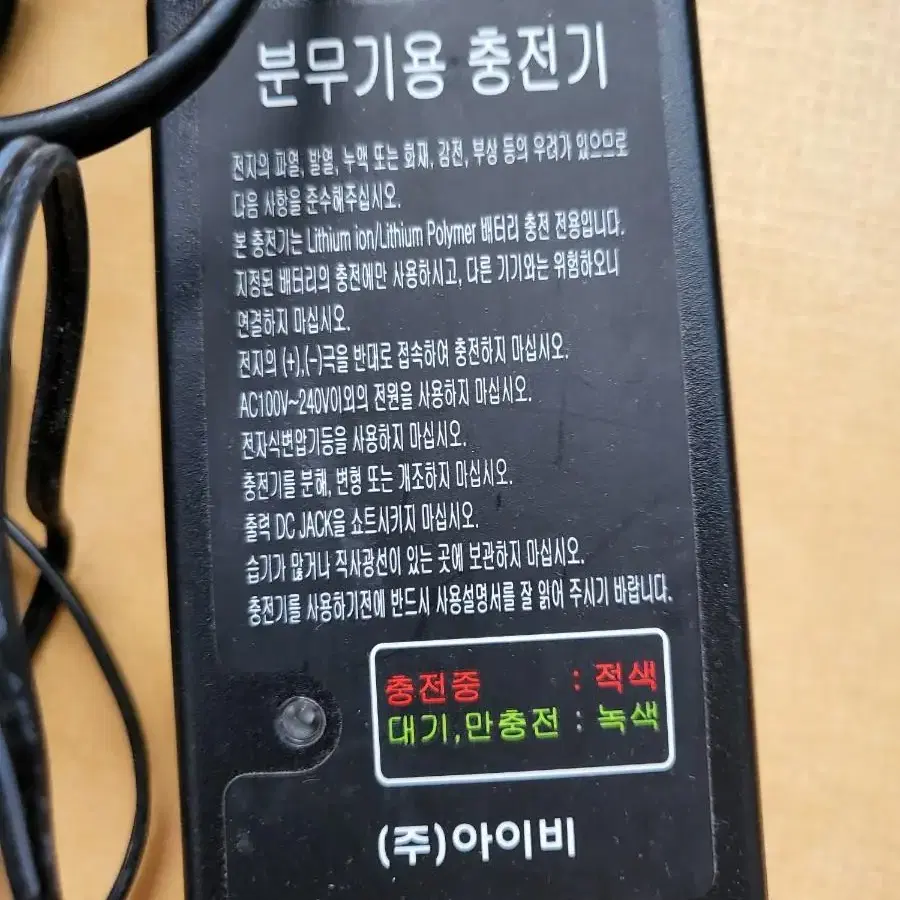 분무기용 충전기
전지의 파열, 발열, 누액 또는 화재, 감전, 부상 등의 우려가 있으므로
다음 사항을 준수해주십시오.
본 충전기는 Lithium ion/Lithium Polymer 배터리 충전 전용입니다.
지정된 배터리의 충전에만 사용하시고, 다른 기기와는 위험하오니
연결하지 마십시오.
전지의 (+),(-)극을 반대로 접속하여 충전하지 마십시오.
AC100V~240V이외의 전원을 사용하지 마십시오.
전자식변압기등을 사용하지 마십시오.
충전기를 분해, 변형 또는 개조하지 마십시오.
출력 DC JACK을 쇼트시키지 마십시오.
습기가 많거나 직사광선이 있는 곳에 보관하지 마십시오.
충전기를 사용하기전에 반드시 사용설명서를 잘 읽어 주시기 바랍니다.
충전중 : 적색
대기,만충전 : 녹색
(주)아이비